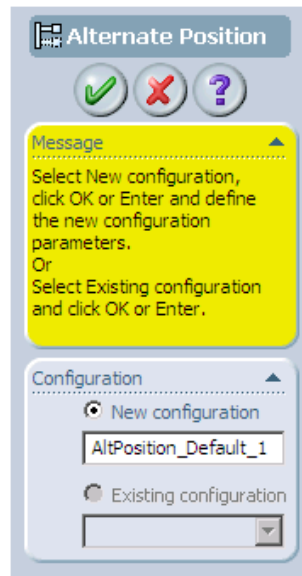 Alternate Position
?
Message
Select New configuration,
click OK or Enter and define
the new configuration
parameters.
Or
Select Existing configuration
and click OK or Enter.
Configuration
New configuration
AltPosition_Default_1
Existing configuration